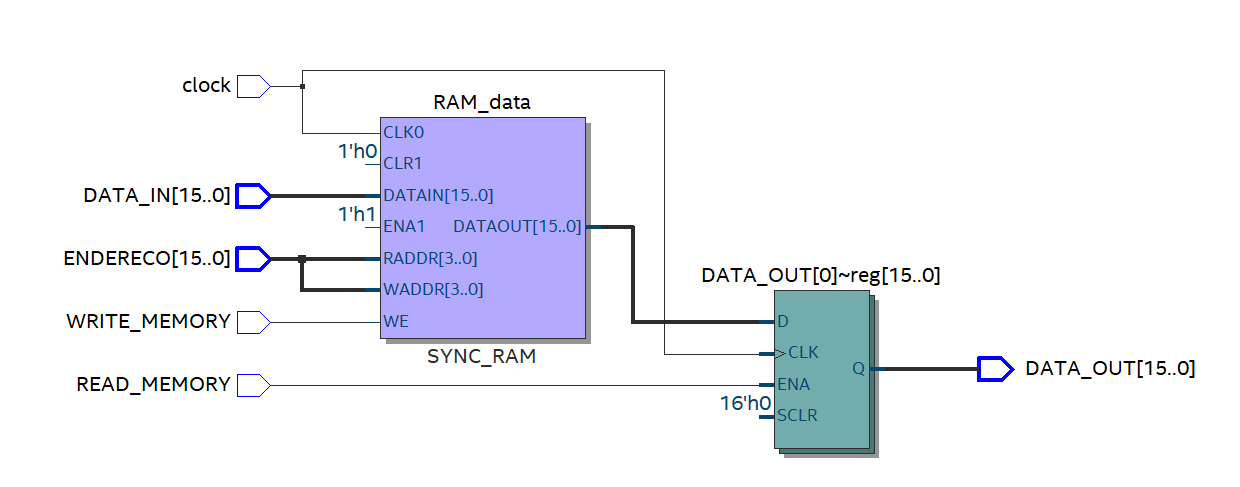 clock
RAM_data
CLK0
1'h0
CLR1
DATA_IN[15..0]
DATAIN[15..0]
1'h1
ENA1
DATAOUT[15..0]
ENDERECO[15..0]
RADDR[3..0]
WADDR[3..0]
WRITE_MEMORY
WE
SYNC_RAM
DATA_OUT[0]~reg[15..0]
D
CLK
READ_MEMORY
ENA
Q
DATA_OUT[15..0]
16'h0
SCLR